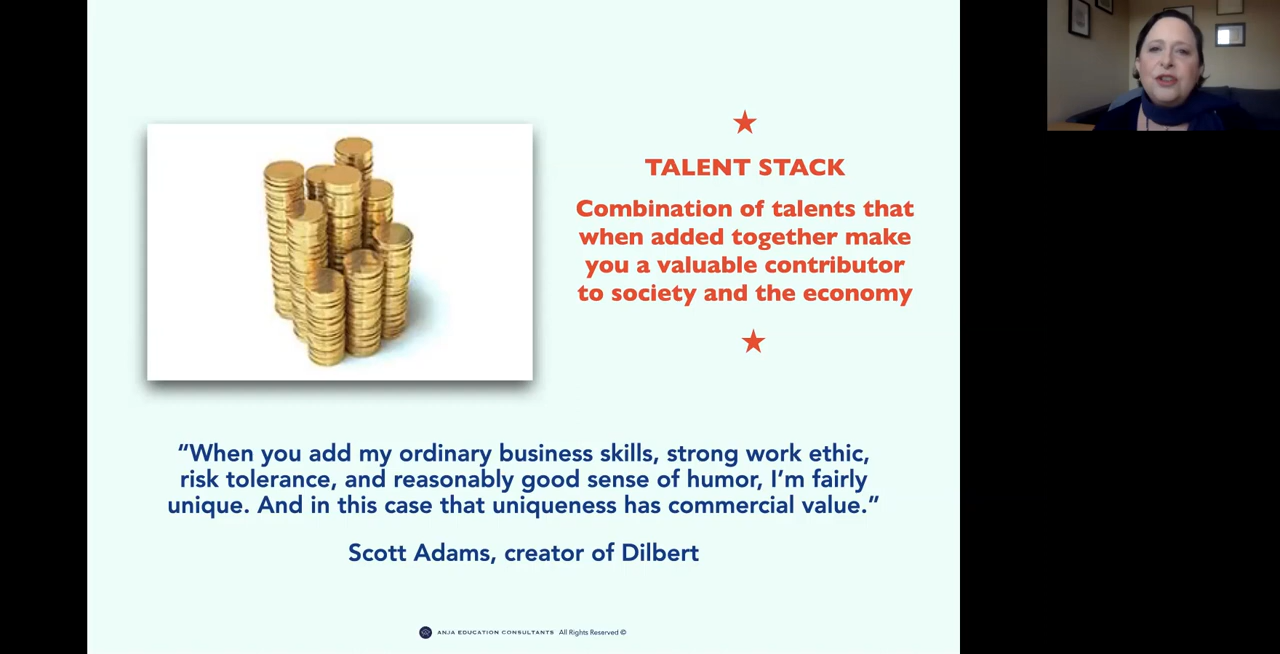 ★
TALENT STACK
Combination of talents that
when added together make
you a valuable contributor
to society and the economy
★
“When you add my ordinary business skills, strong work ethic,
risk tolerance, and reasonably good sense of humor, I’m fairly
unique. And in this case that uniqueness has commercial value.”
Scott Adams, creator of Dilbert
ANJA EDUCATION CONSULTANTS All Rights Reserved ©